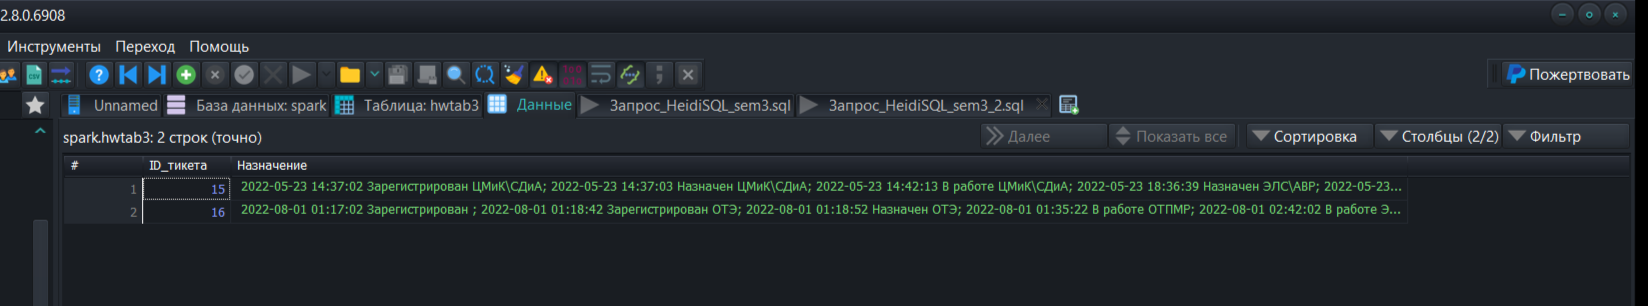 2.8.0.6908
Инструменты Переход Помощь
CSV
Пожертвовать
Unnamed База данных: spark Таблица: hwtab3 Данные Запрос_HeidiSQL_sem3.sql Запрос_HeidiSQL_sem3_2.sql
spark.hwtab3: 2 строк (точно) Далее Показать все Сортировка Столбцы (2/2) Фильтр
# ID_тикета Назначение
1 15 2022-05-23 14:37:02 Зарегистрирован ЦМиК\СДиА; 2022-05-23 14:37:03 Назначен ЦМиК\СДиА; 2022-05-23 14:42:13 В работе ЦМиК\СДиА; 2022-05-23 18:36:39 Назначен ЭЛС\АВР; 2022-05-23...
2 16 2022-08-01 01:17:02 Зарегистрирован ; 2022-08-01 01:18:42 Зарегистрирован ОТЭ; 2022-08-01 01:18:52 Назначен ОТЭ; 2022-08-01 01:35:22 В работе ОТПМР; 2022-08-01 02:42:02 В работе Э...